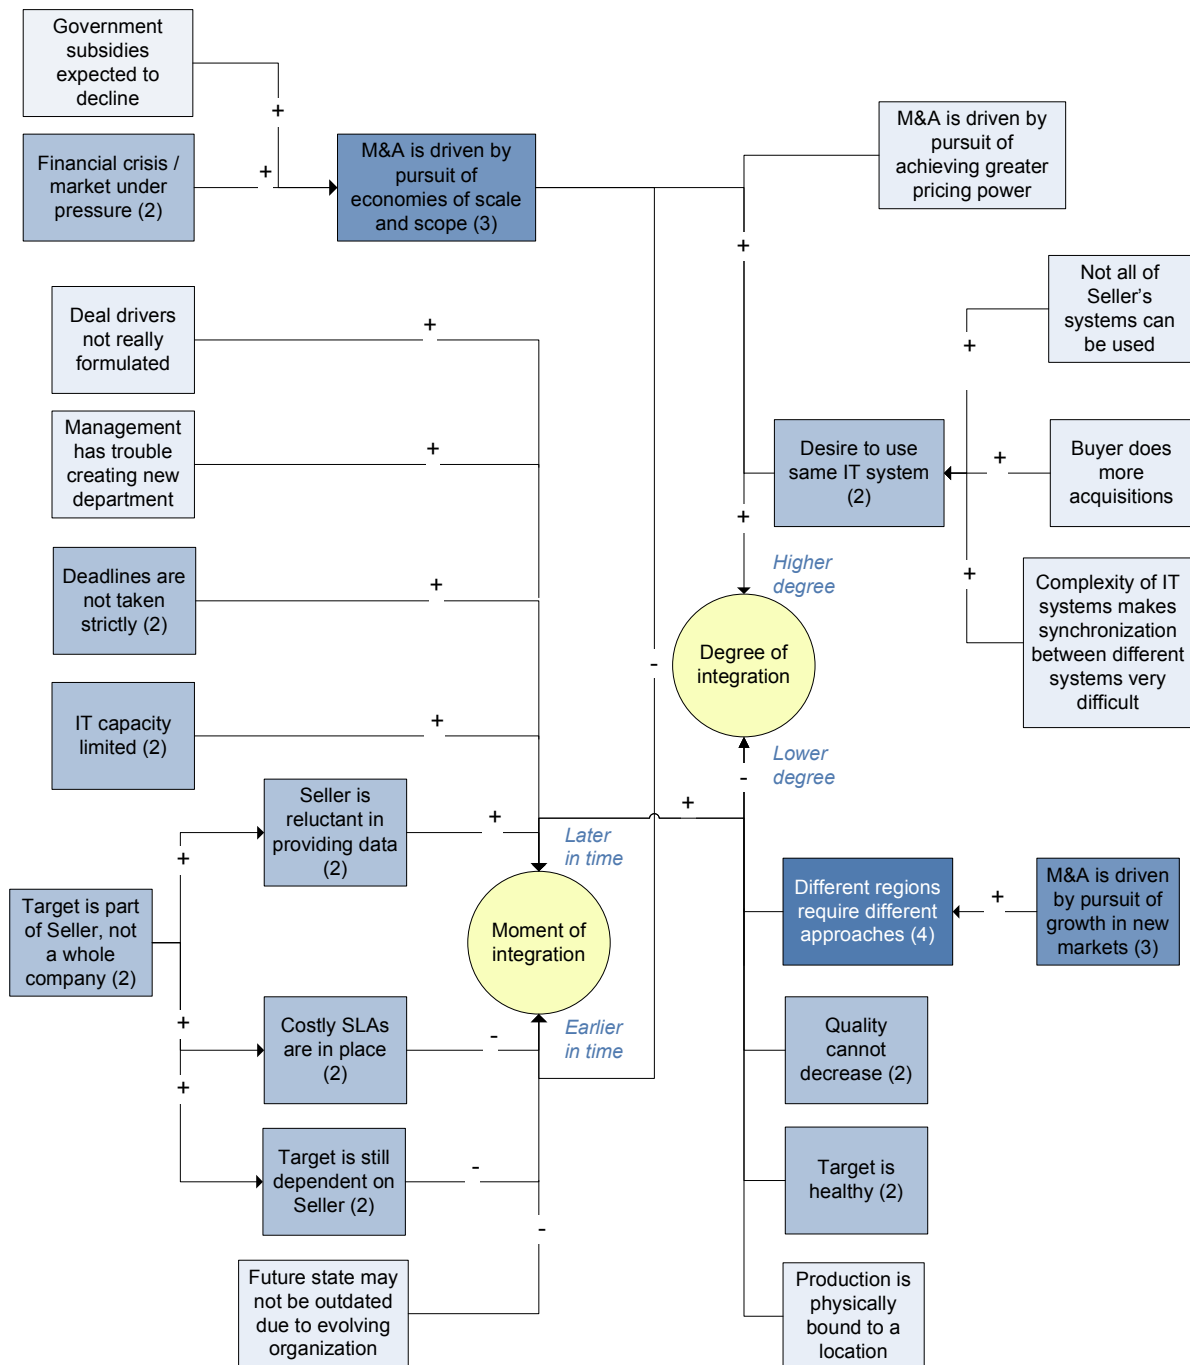 Government
subsidies
expected to
decline
+
Financial crisis /
market under
pressure (2)
+
M&A is driven by
pursuit of
economies of scale
and scope (3)
M&A is driven by
pursuit of
achieving greater
pricing power
+
Not all of
Seller's
systems can
be used
+
Deal drivers
not really
formulated
+
Management
has trouble
creating new
department
+
Desire to use
same IT system
(2)
+
Buyer does
more
acquisitions
+
Deadlines are
not taken
strictly (2)
+
Higher
degree
+
Complexity of IT
systems makes
synchronization
between different
systems very
difficult
Degree of
integration
-
IT capacity
limited (2)
+
Lower
degree
-
Seller is
reluctant in
providing data
(2)
+
+
+
Later
in time
Target is part
of Seller, not
a whole
company (2)
Moment of
integration
Different regions
require different
approaches (4)
+
M&A is driven
by pursuit of
growth in new
markets (3)
+
Costly SLAs
are in place
(2)
-
Earlier
in time
Quality
cannot
decrease (2)
+
Target is still
dependent on
Seller (2)
-
Target is
healthy (2)
-
Future state may
not be outdated
due to evolving
organization
Production is
physically
bound to a
location